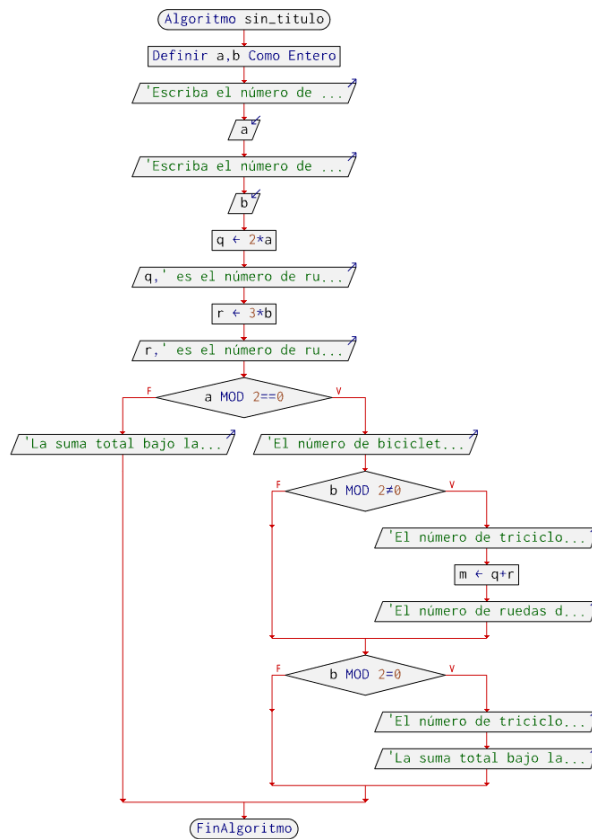 Algoritmo sin_titulo
Definir a,b Como Entero
'Escriba el número de ...
a
'Escriba el número de ...
b
q ← 2*a
q,' es el número de ru...
r ← 3*b
r,' es el número de ru...
F
V
a MOD 2==0
'La suma total bajo la...
'El número de biciclet...
F
V
b MOD 2≠0
'El número de triciclo...
m ← q+r
'El número de ruedas d...
F
V
b MOD 2=0
'El número de triciclo...
'La suma total bajo la...
FinAlgoritmo